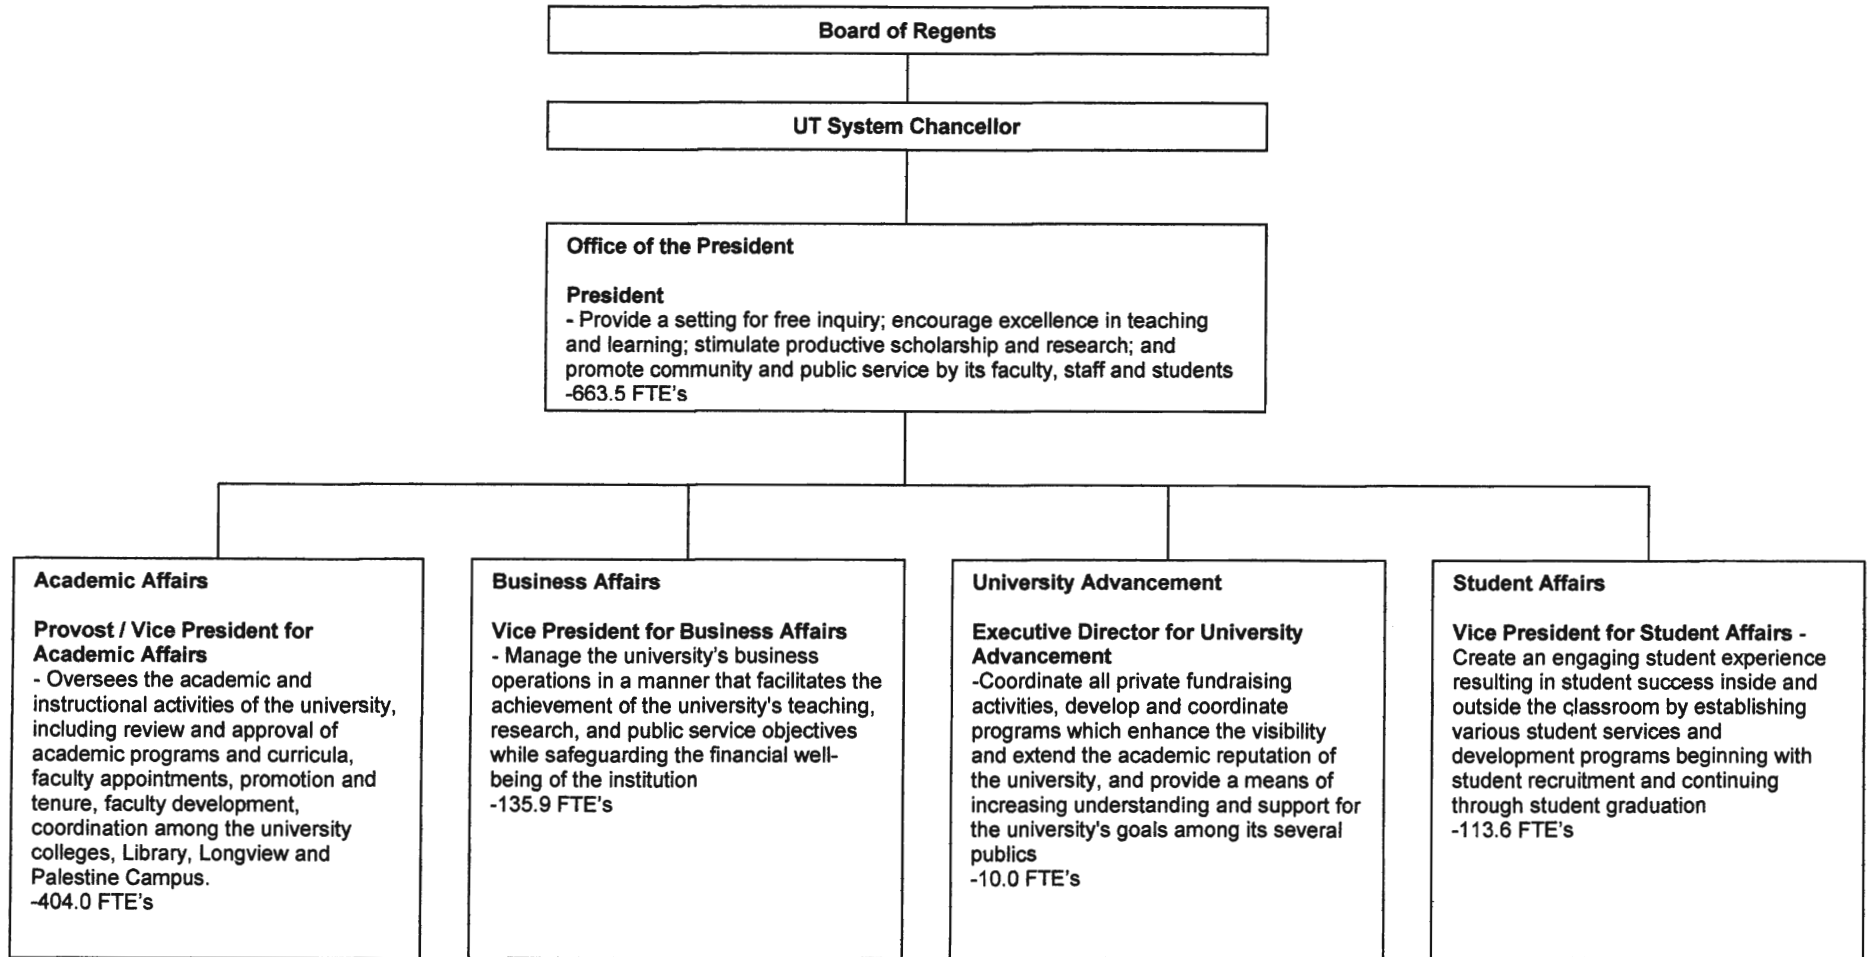 Board of Regents
UT System Chancellor
Office of the President
President
- Provide a setting for free inquiry; encourage excellence in teaching
and learning; stimulate productive scholarship and research; and
promote community and public service by its faculty, staff and students
-663.5 FTE's
Academic Affairs
Provost / Vice President for
Academic Affairs
- Oversees the academic and
instructional activities of the university,
including review and approval of
academic programs and curricula,
faculty appointments, promotion and
tenure, faculty development,
coordination among the university
colleges, Library, Longview and
Palestine Campus.
-404.0 FTE's
Business Affairs
Vice President for Business Affairs
- Manage the university's business
operations in a manner that facilitates the
achievement of the university's teaching,
research, and public service objectives
while safeguarding the financial well-
being of the institution
-135.9 FTE's
University Advancement
Executive Director for University
Advancement
-Coordinate all private fundraising
activities, develop and coordinate
programs which enhance the visibility
and extend the academic reputation of
the university, and provide a means of
increasing understanding and support for
the university's goals among its several
publics
-10.0 FTE's
Student Affairs
Vice President for Student Affairs -
Create an engaging student experience
resulting in student success inside and
outside the classroom by establishing
various student services and
development programs beginning with
student recruitment and continuing
through student graduation
-113.6 FTE's